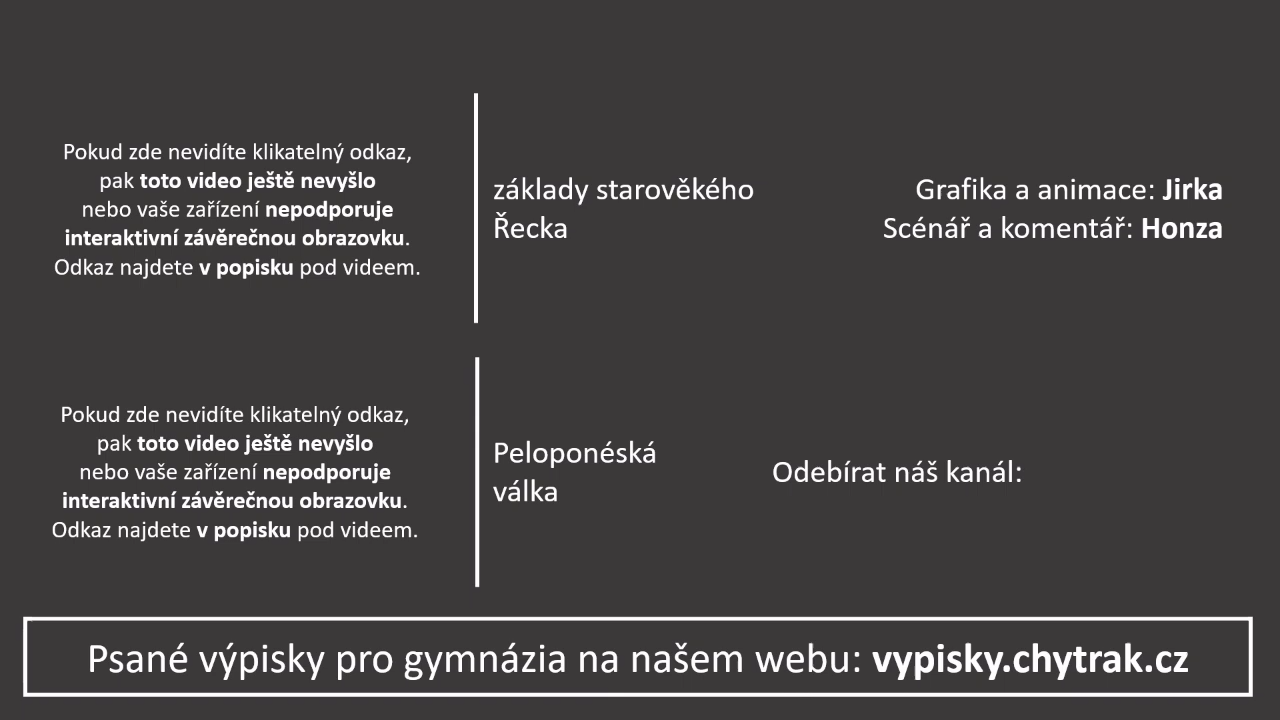 Pokud zde nevidíte klikatelný odkaz,
pak toto video ještě nevyšlo
nebo vaše zařízení nepodporuje
interaktivní závěrečnou obrazovku.
Odkaz najdete v popisku pod videem.
základy starověkého
Řecka
Grafika a animace: Jirka
Scénář a komentář: Honza
Pokud zde nevidíte klikatelný odkaz,
pak toto video ještě nevyšlo
nebo vaše zařízení nepodporuje
interaktivní závěrečnou obrazovku.
Odkaz najdete v popisku pod videem.
Peloponéská
válka
Odebírat náš kanál:
Psané výpisky pro gymnázia na našem webu: vypisky.chytrak.cz